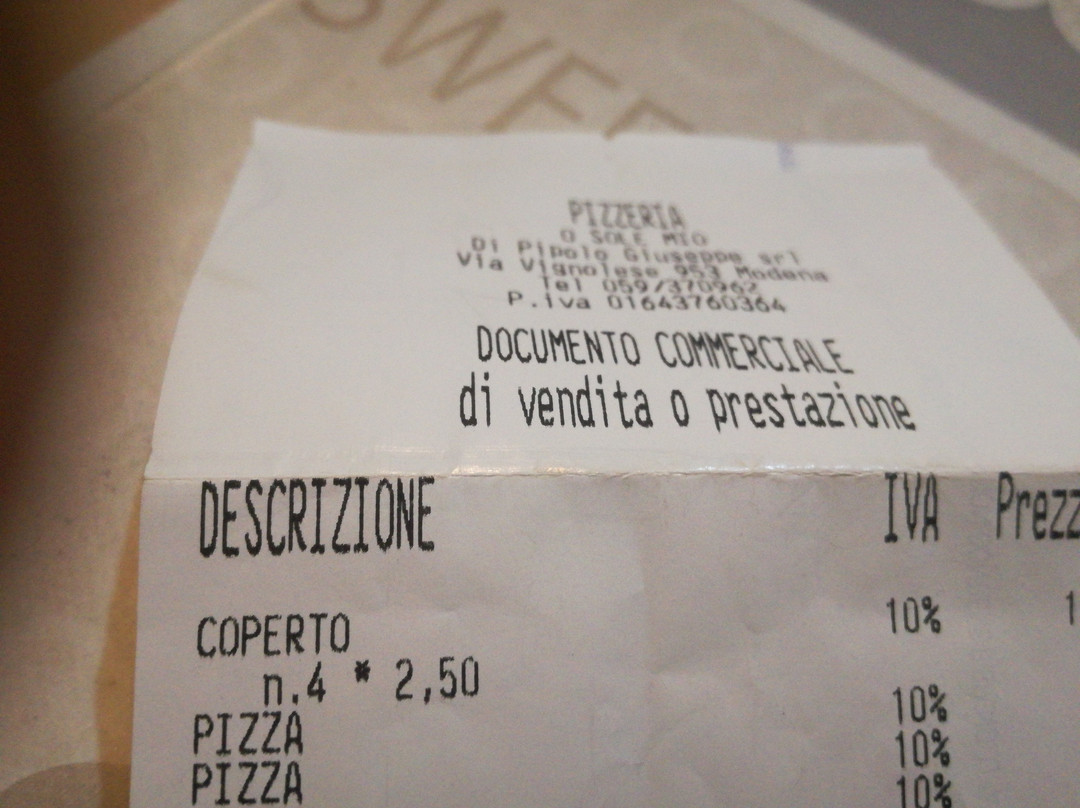 SWEE
PIZZERIA
O SOLE MIO
Di Pipolo Giuseppe srl
Via Vignolese 953 Modena
Tel 059/370962
P.iva 01643760364
DOCUMENTO COMMERCIALE
di vendita o prestazione
DESCRIZIONE IVA Prezz
COPERTO 10% 1
n.4 * 2,50
PIZZA 10%
PIZZA 10%
10%